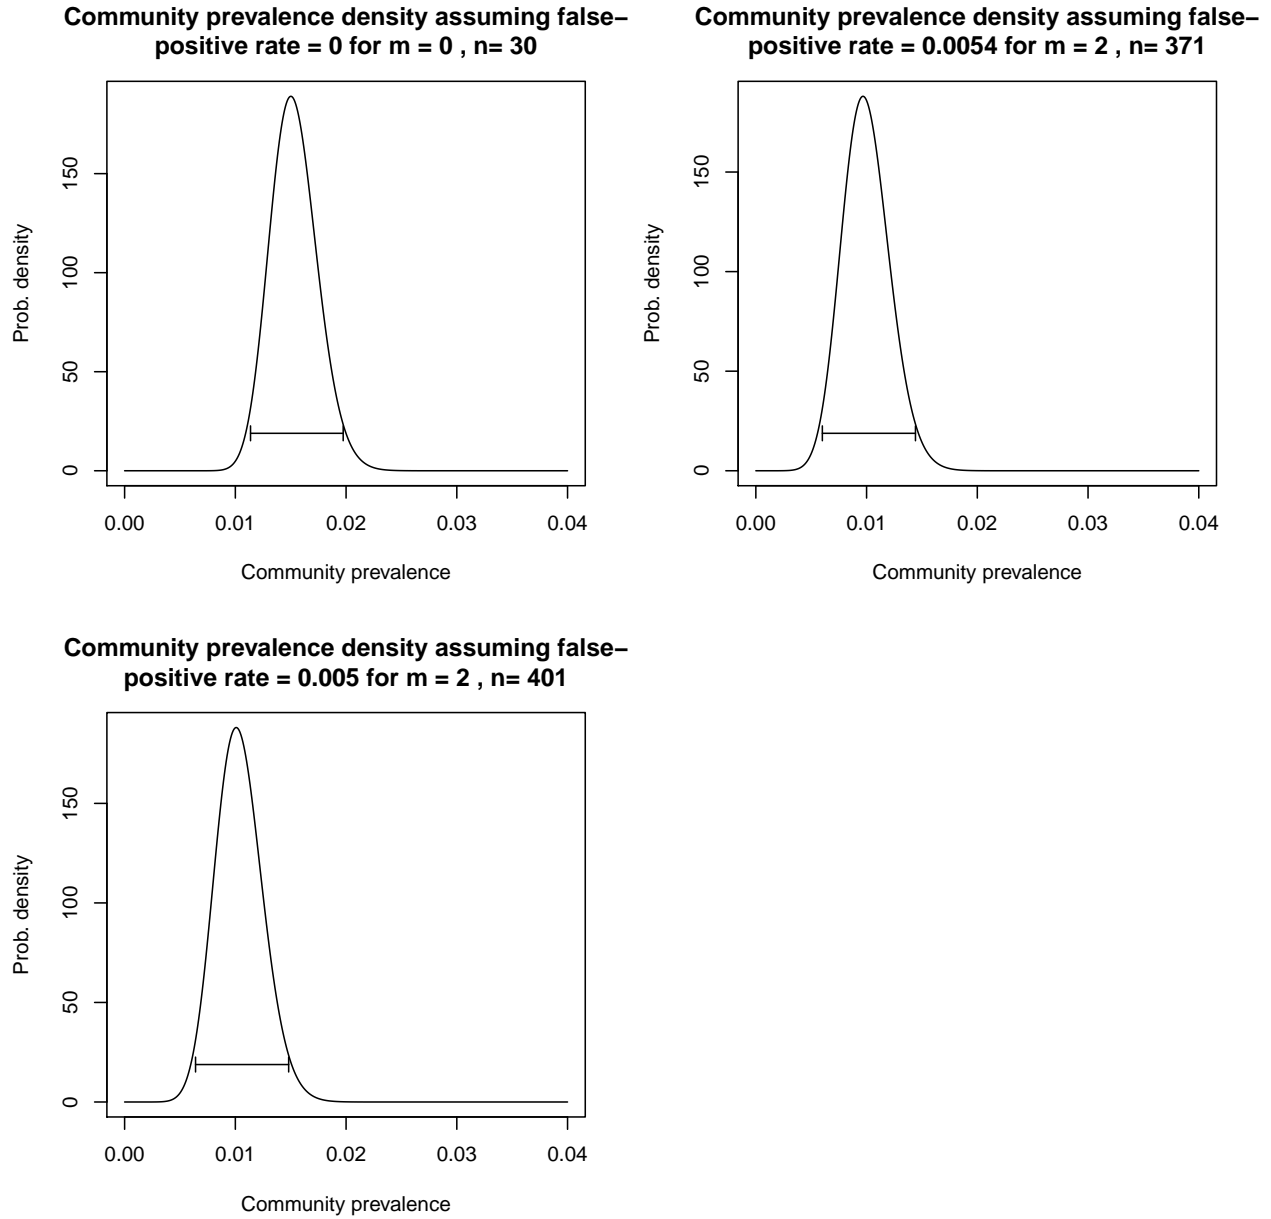 Community prevalence density assuming false–
positive rate = 0 for m = 0 , n= 30
Prob. density
150
100
50
0
0.00 0.01 0.02 0.03 0.04
Community prevalence
Community prevalence density assuming false–
positive rate = 0.0054 for m = 2 , n= 371
Prob. density
150
100
50
0
0.00 0.01 0.02 0.03 0.04
Community prevalence
Community prevalence density assuming false–
positive rate = 0.005 for m = 2 , n= 401
Prob. density
150
100
50
0
0.00 0.01 0.02 0.03 0.04
Community prevalence